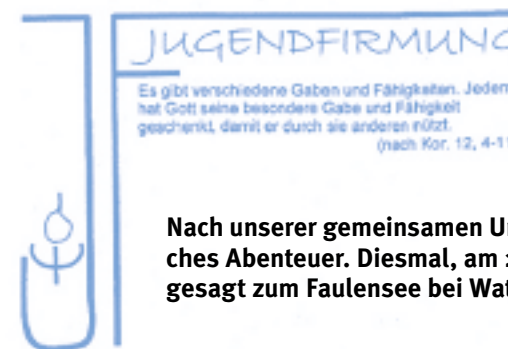 JUGENDFIRMUNG
Es gibt verschiedene Gaben und Fähigkeiten. Jedem
hat Gott seine besondere Gabe und Fähigkeit
geschenkt, damit er durch sie anderen nützt.
(nach Kor. 12, 4-11
Nach unserer gemeinsamen
ches Abenteuer. Diesmal, am
gesagt zum Faulensee bei